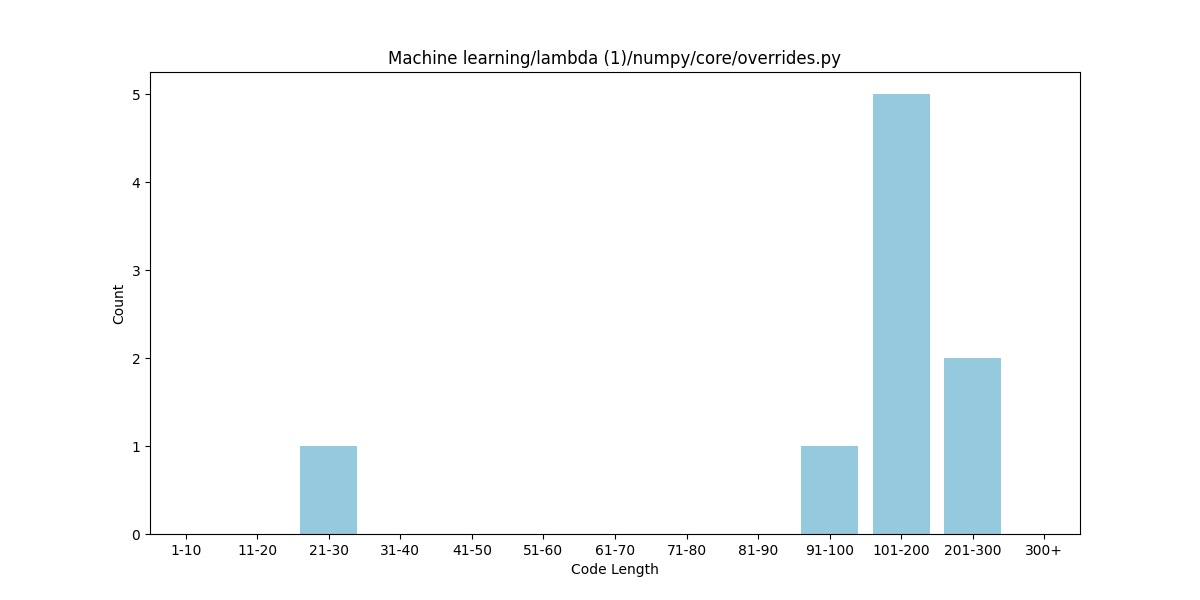 Machine learning/lambda (1)/numpy/core/overrides.py
5
4
3
2
1
0
Count
1-10 11-20 21-30 31-40 41-50 51-60 61-70 71-80 81-90 91-100 101-200 201-300 300+
Code Length